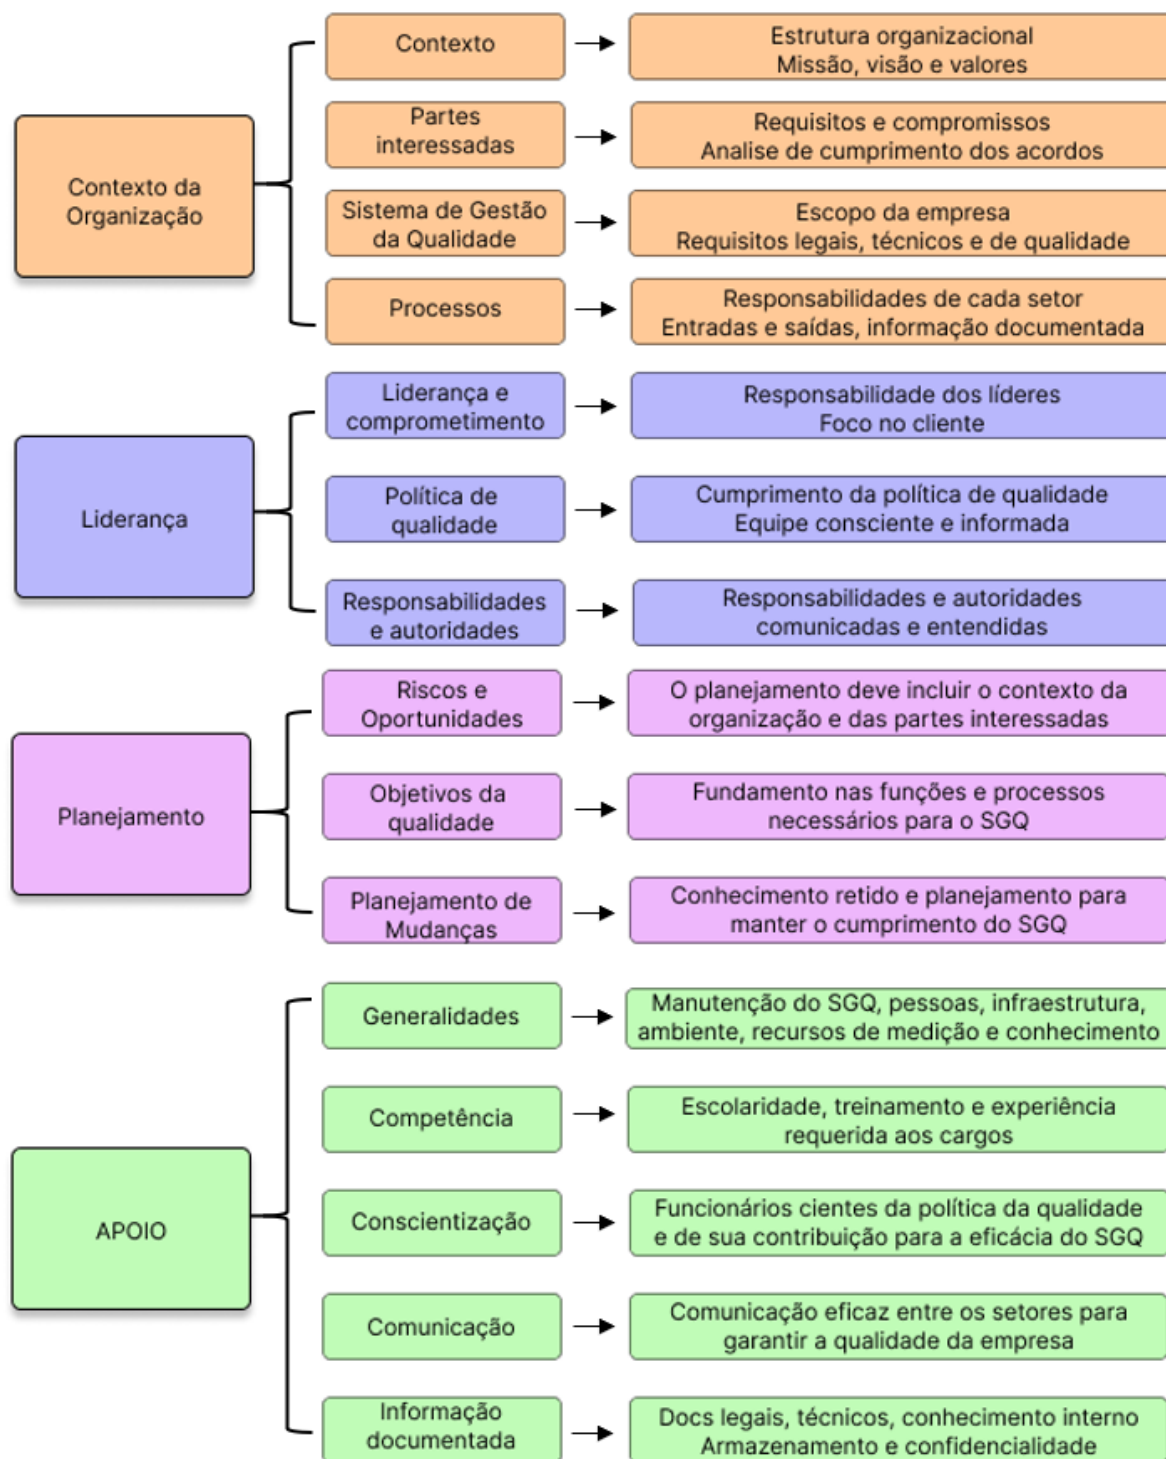 Contexto da
Organização
Contexto
Estrutura organizacional
Missão, visão e valores
Partes
interessadas
Requisitos e compromissos
Analise de cumprimento dos acordos
Sistema de Gestão
da Qualidade
Escopo da empresa
Requisitos legais, técnicos e de qualidade
Processos
Responsabilidades de cada setor
Entradas e saídas, informação documentada
Liderança
Liderança e
comprometimento
Responsabilidade dos líderes
Foco no cliente
Política de
qualidade
Cumprimento da política de qualidade
Equipe consciente e informada
Responsabilidades
e autoridades
Responsabilidades e autoridades
comunicadas e entendidas
Planejamento
Riscos e
Oportunidades
O planejamento deve incluir o contexto da
organização e das partes interessadas
Objetivos da
qualidade
Fundamento nas funções e processos
necessários para o SGQ
Planejamento de
Mudanças
Conhecimento retido e planejamento para
manter o cumprimento do SGQ
APOIO
Generalidades
Manutenção do SGQ, pessoas, infraestrutura,
ambiente, recursos de medição e conhecimento
Competência
Escolaridade, treinamento e experiência
requerida aos cargos
Conscientização
Funcionários cientes da política da qualidade
e de sua contribuição para a eficácia do SGQ
Comunicação
Comunicação eficaz entre os setores para
garantir a qualidade da empresa
Informação
documentada
Docs legais, técnicos, conhecimento interno
Armazenamento e confidencialidade